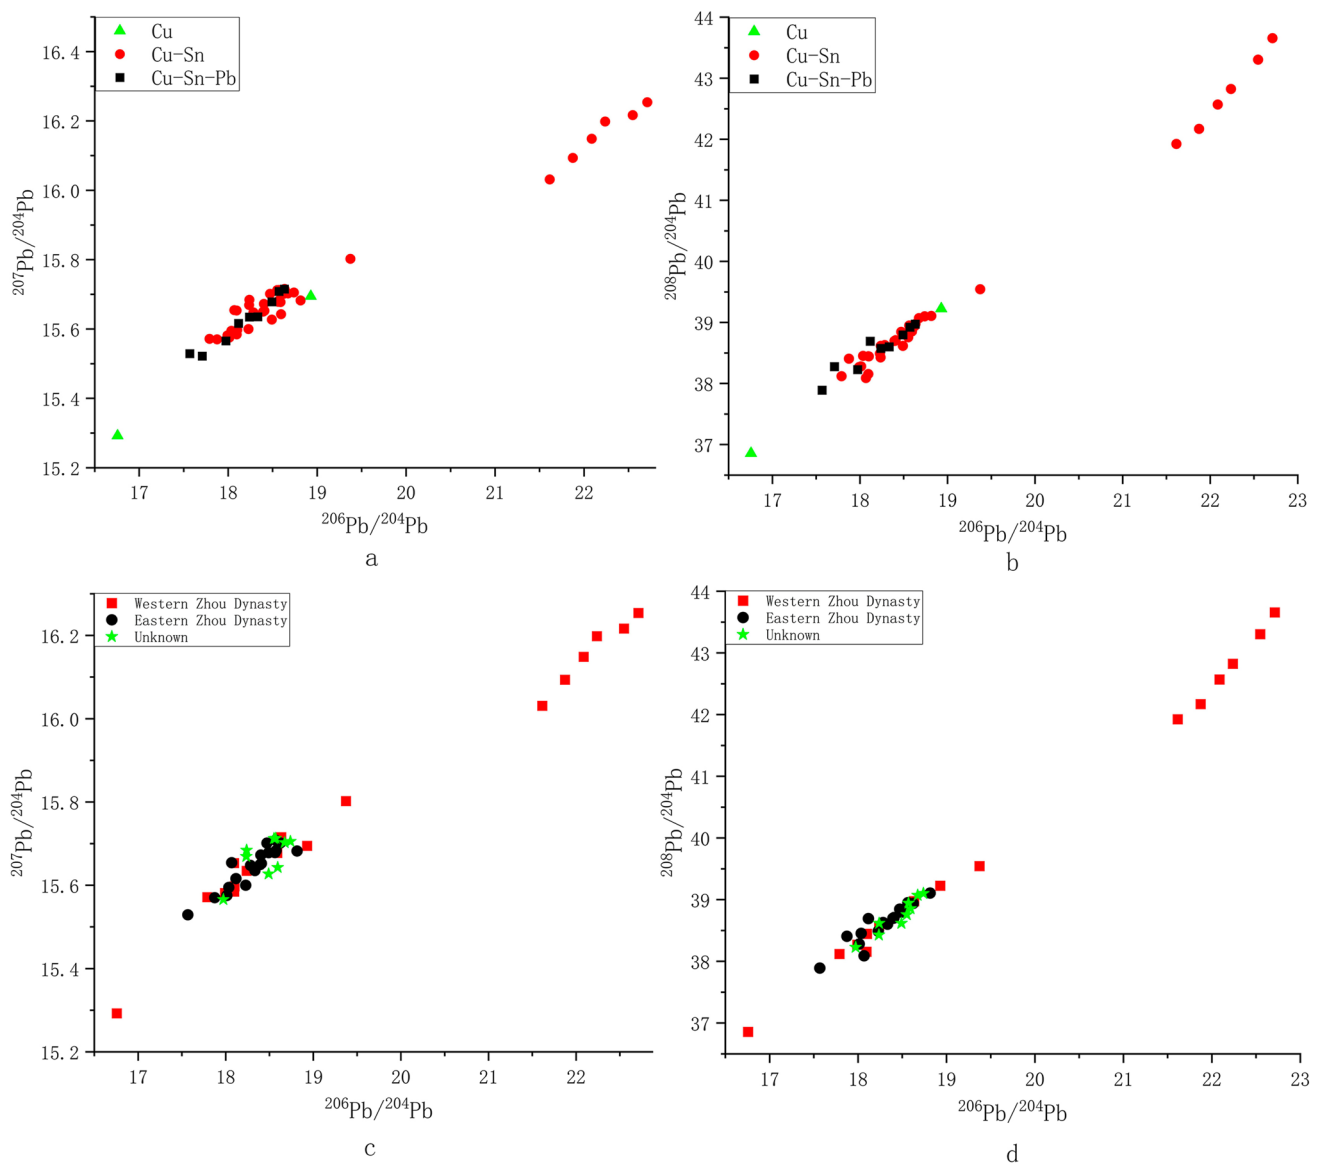 Cu
Cu-Sn
Cu-Sn-Pb
16.4
16.2
16.0
15.8
15.6
15.4
15.2
²⁰⁷Pb/²⁰⁴Pb
17 18 19 20 21 22
²⁰⁶Pb/²⁰⁴Pb
a
Cu
Cu-Sn
Cu-Sn-Pb
44
43
42
41
40
39
38
37
²⁰⁸Pb/²⁰⁴Pb
17 18 19 20 21 22 23
²⁰⁶Pb/²⁰⁴Pb
b
Western Zhou Dynasty
Eastern Zhou Dynasty
Unknown
16.2
16.0
15.8
15.6
15.4
15.2
²⁰⁷Pb/²⁰⁴Pb
17 18 19 20 21 22
²⁰⁶Pb/²⁰⁴Pb
c
Western Zhou Dynasty
Eastern Zhou Dynasty
Unknown
44
43
42
41
40
39
38
37
²⁰⁸Pb/²⁰⁴Pb
17 18 19 20 21 22 23
²⁰⁶Pb/²⁰⁴Pb
d